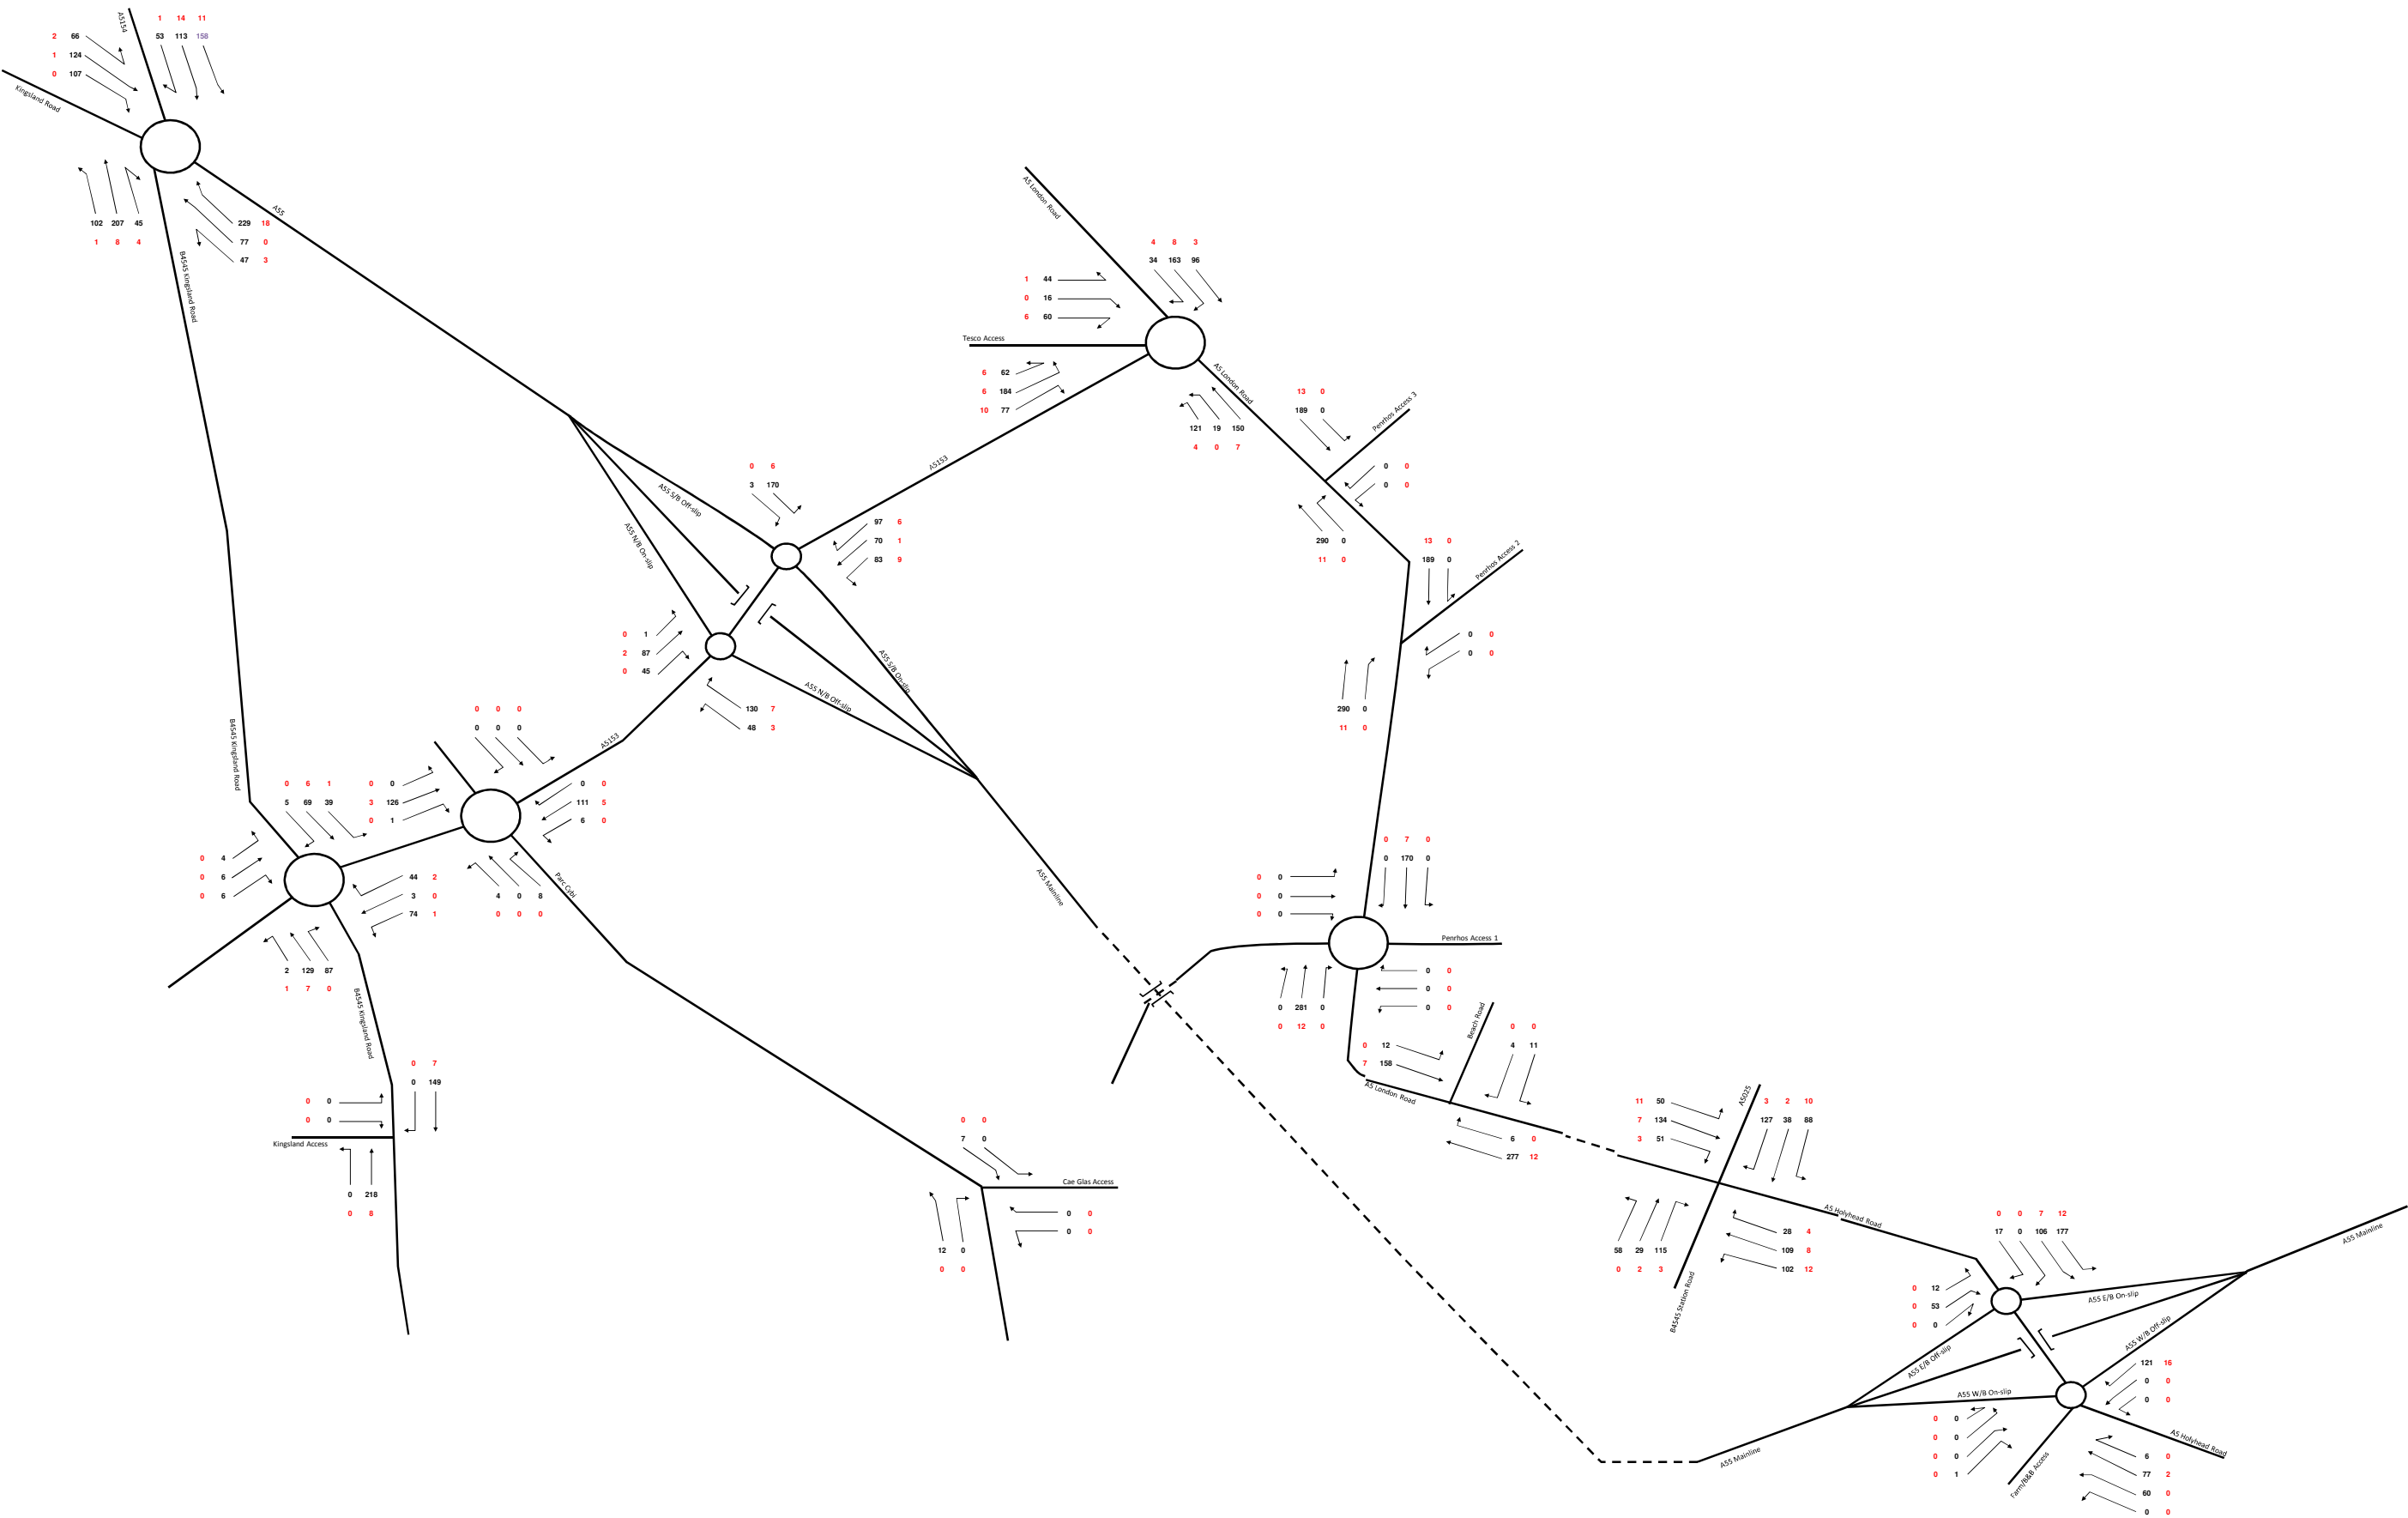 A5154
1 14 11
2 66
53 113 158
1 124
0 107
Kingsland Road
A5 London Road
A55
102 207 45
229 18
1 8 4
77 0
47 3
B4545 Kingsland Road
4 8 3
34 163 96
1 44
0 16
6 60
Tesco Access
6 62
6 184
10 77
A5 London Road
13 0
189 0
Penrhos Access 3
121 19 150
4 0 7
A5153
0 6
3 170
0 0
0 0
A55 S/B Off-slip
A55 N/B On-slip
97 6
70 1
83 9
290 0
11 0
13 0
189 0
Penrhos Access 2
0 1
2 87
0 45
0 0
0 0
A55 S/B On-slip
A55 N/B Off-slip
130 7
48 3
290 0
11 0
0 0 0
0 0 0
B4545 Kingsland Road
A5153
0 6 1
5 69 39
0 0
3 126
0 1
0 0
111 5
6 0
0 4
0 6
0 6
44 2
3 0
74 1
4 0 8
0 0 0
Parc Cybi
A55 Mainline
0 7 0
0 170 0
0 0
0 0
0 0
Penrhos Access 1
2 129 87
1 7 0
0 0
0 0
0 0
0 281 0
0 12 0
B4545 Kingsland Road
Beach Road
0 0
4 11
0 12
7 158
A5 London Road
0 7
0 149
0 0
0 0
Kingsland Access
0 218
0 8
6 0
277 12
A5025
11 50
7 134
3 51
3 2 10
127 38 88
0 0
7 0
Cae Glas Access
0 0
0 0
12 0
0 0
A5 Holyhead Road
58 29 115
0 2 3
28 4
109 8
102 12
B4545 Station Road
0 0 7 12
17 0 106 177
A55 Mainline
0 12
0 53
0 0
A55 E/B On-slip
A55 W/B Off-slip
A55 E/B Off-slip
121 16
0 0
0 0
A55 W/B On-slip
0 0
0 0
0 0
0 1
A5 Holyhead Road
A55 Mainline
Farm/B&B Access
6 0
77 2
60 0
0 0